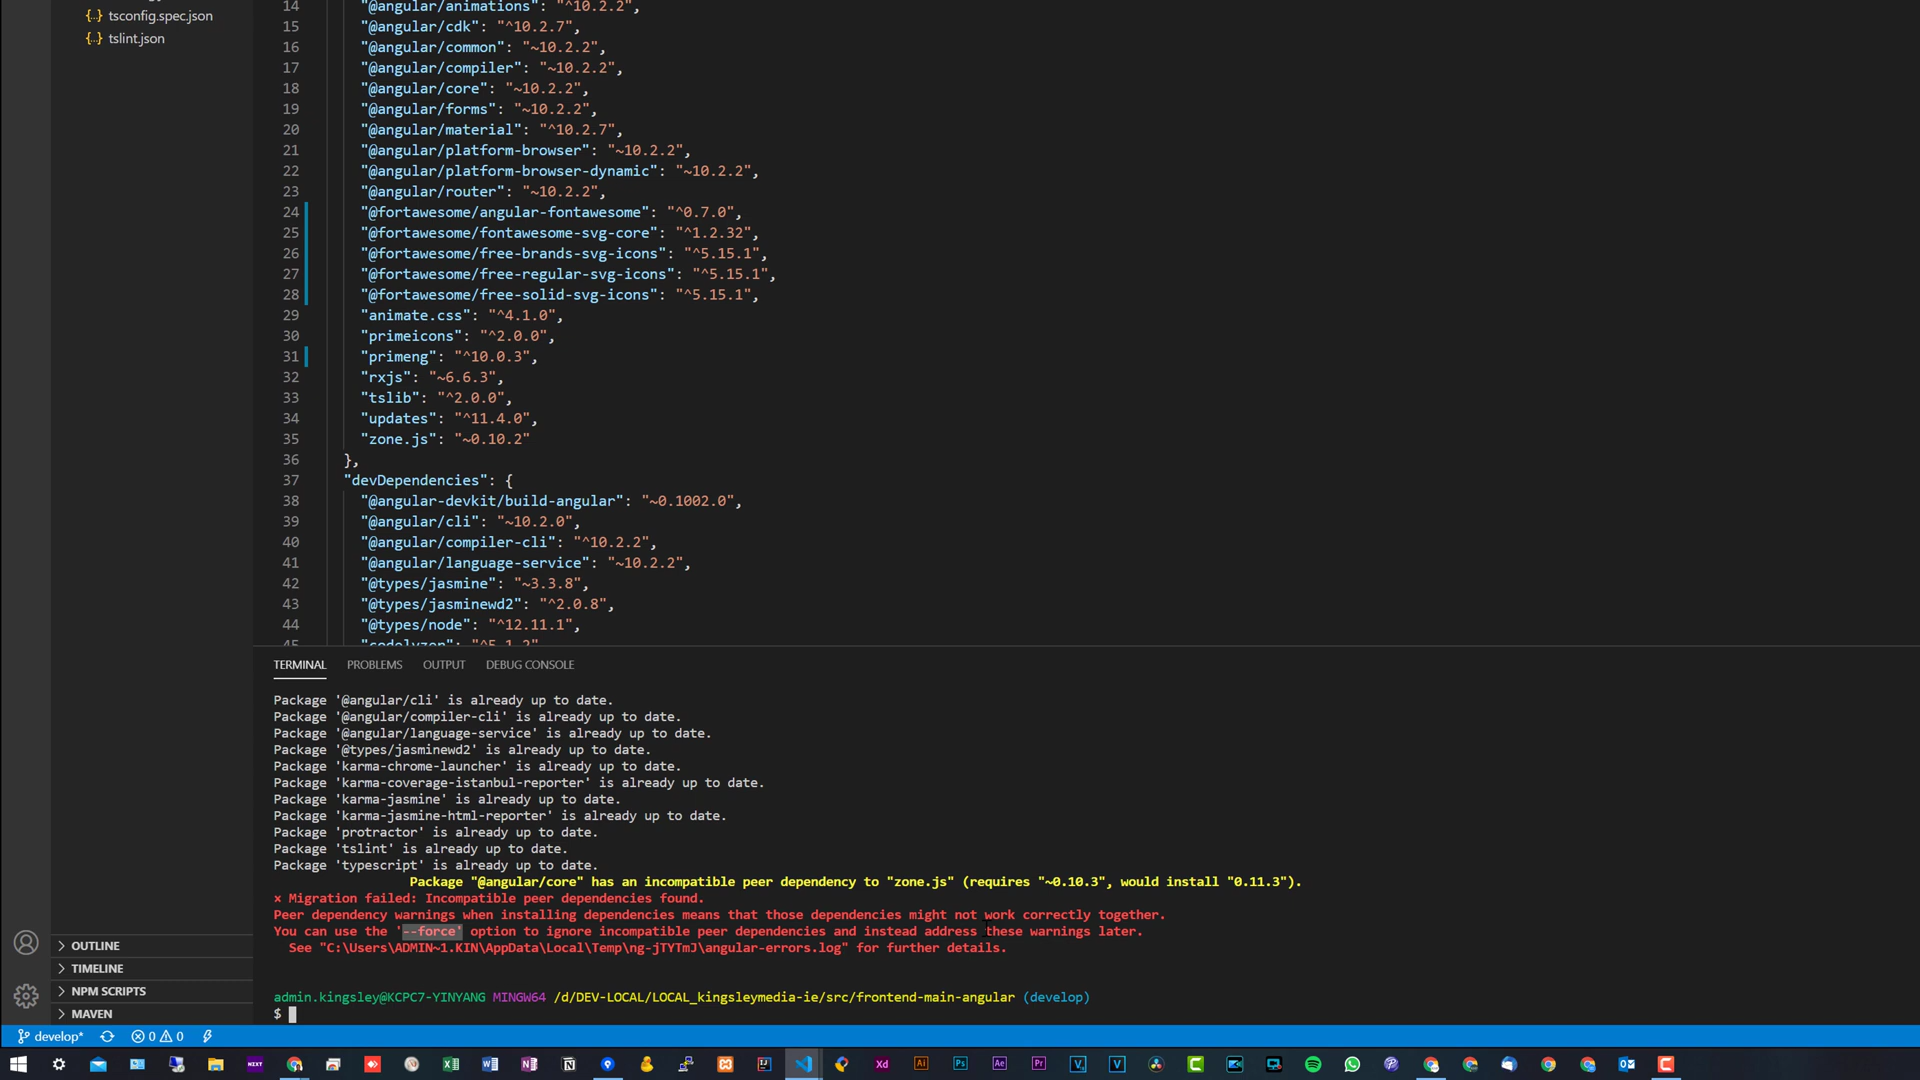 tsconfig.spec.json
tslint.json
14 "@angular/animations": "^10.2.2",
15 "@angular/cdk": "^10.2.7",
16 "@angular/common": "~10.2.2",
17 "@angular/compiler": "~10.2.2",
18 "@angular/core": "~10.2.2",
19 "@angular/forms": "~10.2.2",
20 "@angular/material": "^10.2.7",
21 "@angular/platform-browser": "~10.2.2",
22 "@angular/platform-browser-dynamic": "~10.2.2",
23 "@angular/router": "~10.2.2",
24 "@fortawesome/angular-fontawesome": "^0.7.0",
25 "@fortawesome/fontawesome-svg-core": "^1.2.32",
26 "@fortawesome/free-brands-svg-icons": "^5.15.1",
27 "@fortawesome/free-regular-svg-icons": "^5.15.1",
28 "@fortawesome/free-solid-svg-icons": "^5.15.1",
29 "animate.css": "^4.1.0",
30 "primeicons": "^2.0.0",
31 "primeng": "^10.0.3",
32 "rxjs": "~6.6.3",
33 "tslib": "^2.0.0",
34 "updates": "^11.4.0",
35 "zone.js": "~0.10.2"
36 },
37 "devDependencies": {
38 "@angular-devkit/build-angular": "~0.1002.0",
39 "@angular/cli": "~10.2.0",
40 "@angular/compiler-cli": "^10.2.2",
41 "@angular/language-service": "~10.2.2",
42 "@types/jasmine": "~3.3.8",
43 "@types/jasminewd2": "^2.0.8",
44 "@types/node": "^12.11.1",
45 "codelyzer": "^5.1.2"
TERMINAL PROBLEMS OUTPUT DEBUG CONSOLE
Package '@angular/cli' is already up to date.
Package '@angular/compiler-cli' is already up to date.
Package '@angular/language-service' is already up to date.
Package '@types/jasminewd2' is already up to date.
Package 'karma-chrome-launcher' is already up to date.
Package 'karma-coverage-istanbul-reporter' is already up to date.
Package 'karma-jasmine' is already up to date.
Package 'karma-jasmine-html-reporter' is already up to date.
Package 'protractor' is already up to date.
Package 'tslint' is already up to date.
Package 'typescript' is already up to date.
Package "@angular/core" has an incompatible peer dependency to "zone.js" (requires "~0.10.3", would install "0.11.3").
× Migration failed: Incompatible peer dependencies found.
Peer dependency warnings when installing dependencies means that those dependencies might not work correctly together.
You can use the '--force' option to ignore incompatible peer dependencies and instead address these warnings later.
See "C:\Users\ADMIN~1.KIN\AppData\Local\Temp\ng-jTYTmJ\angular-errors.log" for further details.
admin.kingsley@KCPC7-YINYANG MINGW64 /d/DEV-LOCAL/LOCAL_kingsleymedia-ie/src/frontend-main-angular (develop)
$
OUTLINE
TIMELINE
NPM SCRIPTS
MAVEN
develop* 0 0
NEXT Xd Ai Ps Ae Pr